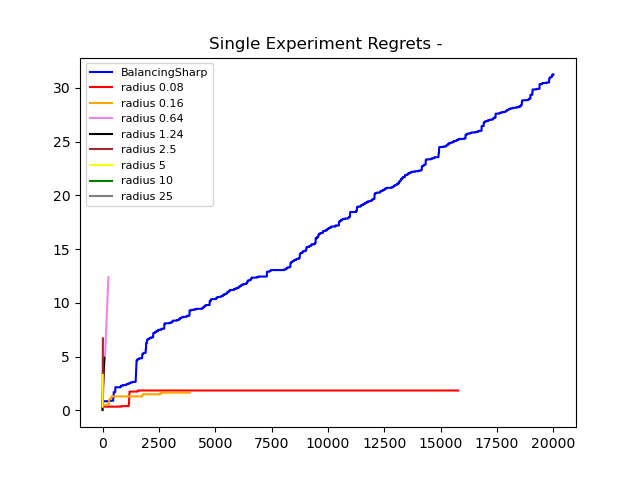 Single Experiment Regrets -
BalancingSharp
radius 0.08
radius 0.16
radius 0.64
radius 1.24
radius 2.5
radius 5
radius 10
radius 25
30
25
20
15
10
5
0
0 2500 5000 7500 10000 12500 15000 17500 20000